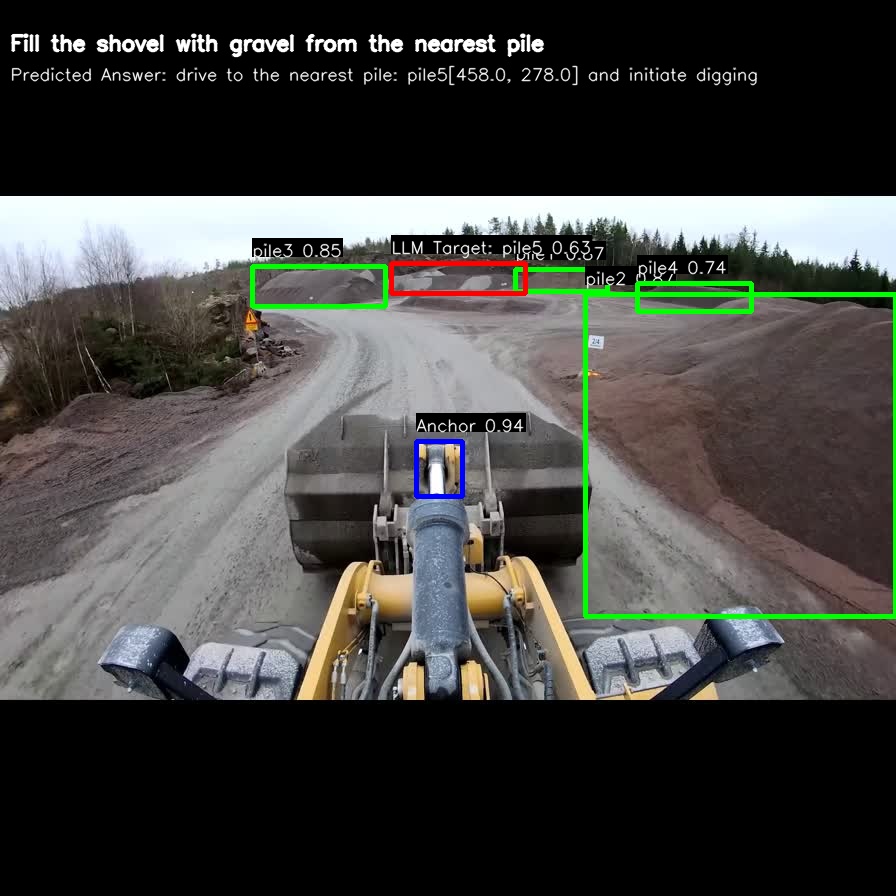 Fill the shovel with gravel from the nearest pile
Predicted Answer: drive to the nearest pile: pile5[458.0, 278.0] and initiate digging
pile3 0.85
LLM Target: pile5 0.63
pile4 0.74
pile2
2/4
Anchor 0.94